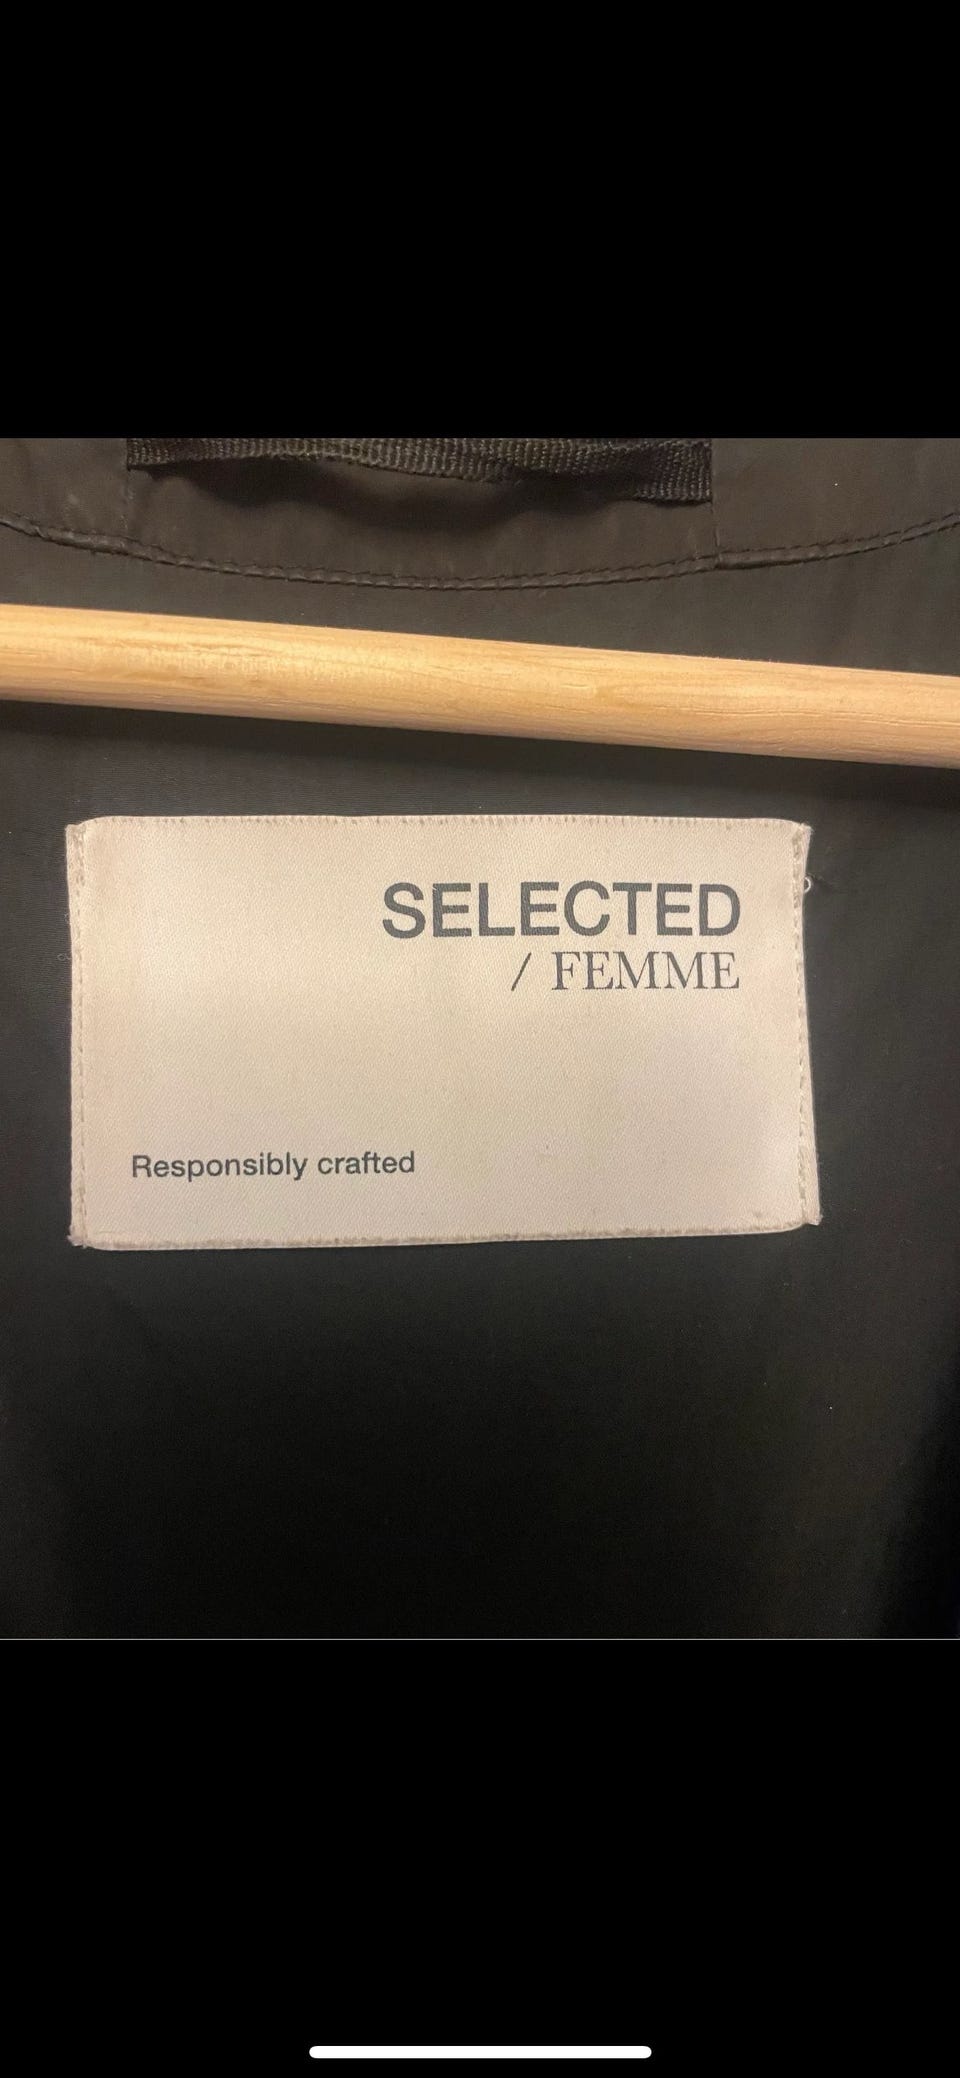 SELECTED
/ FEMME
Responsibly crafted